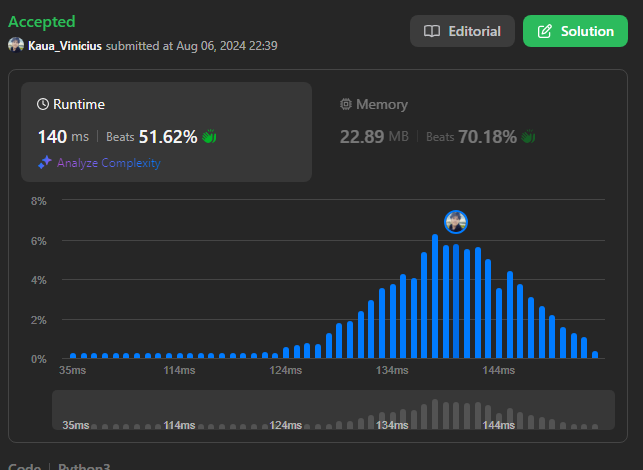 Accepted
Kaua_Vinicius submitted at Aug 06, 2024 22:39
Editorial
Solution
Runtime
140 ms | Beats 51.62%
Analyze Complexity
Memory
22.89 MB | Beats 70.18%
8%
6%
4%
2%
0%
35ms 114ms 124ms 134ms 144ms
35ms 114ms 124ms 134ms 144ms
Code | Python3